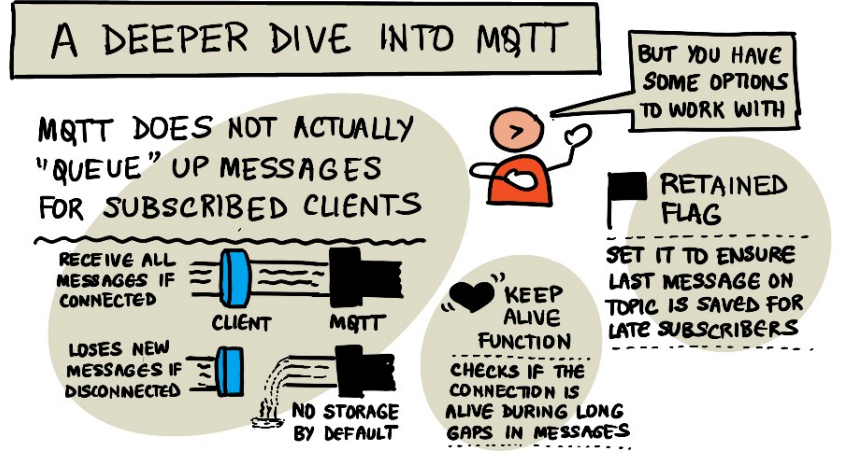 A DEEPER DIVE INTO MQTT
BUT YOU HAVE
SOME OPTIONS
TO WORK WITH
MQTT DOES NOT ACTUALLY
"QUEUE" UP MESSAGES
FOR SUBSCRIBED CLIENTS
RECEIVE ALL
MESSAGES IF
CONNECTED
CLIENT
MQTT
LOSES NEW
MESSAGES IF
DISCONNECTED
NO STORAGE
BY DEFAULT
KEEP
ALIVE
FUNCTION
CHECKS IF THE
CONNECTION IS
ALIVE DURING LONG
GAPS IN MESSAGES
RETAINED
FLAG
SET IT TO ENSURE
LAST MESSAGE ON
TOPIC IS SAVED FOR
LATE SUBSCRIBERS